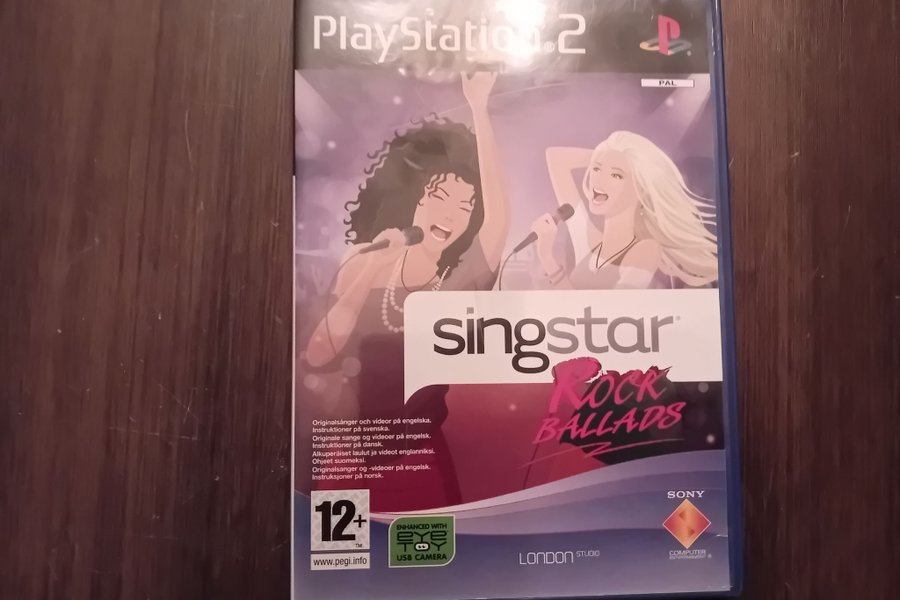 PlayStation®2
PAL
singstar®
ROCK
BALLADS
Originalsånger och videor på engelska.
Instruktioner på svenska.
Originale sange og videoer på engelsk.
Instruktioner på dansk.
Alkuperäiset laulut ja videot englanniksi.
Ohjeet suomeksi.
Originalsanger og -videoer på engelsk.
Instruksjoner på norsk.
12+
TM
www.pegi.info
ENHANCED WITH
EYE
TOY
USB CAMERA
LONDON STUDIO
SONY
COMPUTER
ENTERTAINMENT ®